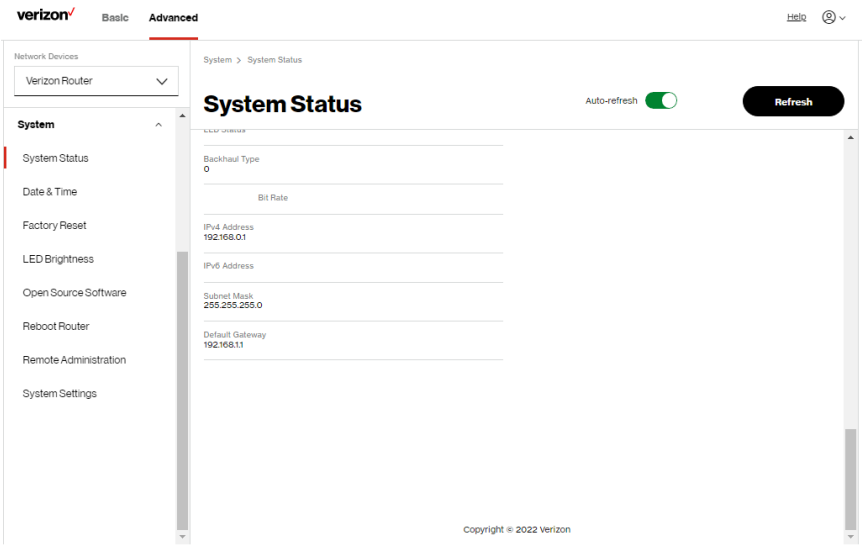 verizon
Basic
Advanced
Help
Network Devices
Verizon Router
System
System Status
Date & Time
Factory Reset
LED Brightness
Open Source Software
Reboot Router
Remote Administration
System Settings
System > System Status
System Status
Auto-refresh
Refresh
LED Status
Backhaul Type
0
Bit Rate
IPv4 Address
192.168.0.1
IPv6 Address
Subnet Mask
255.255.255.0
Default Gateway
192.168.1.1
Copyright © 2022 Verizon